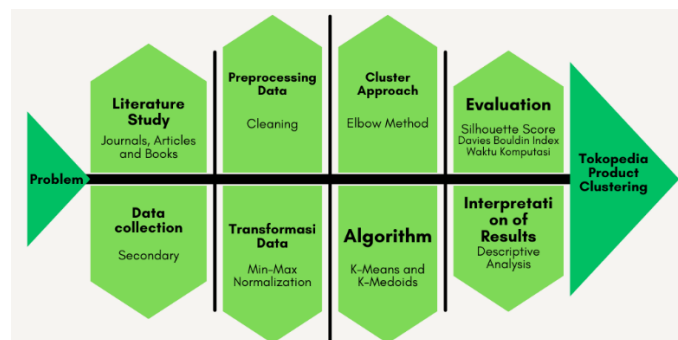 Problem
Literature
Study
Journals, Articles
and Books
Data
collection
Secondary
Preprocessing
Data
Cleaning
Transformasi
Data
Min-Max
Normalization
Cluster
Approach
Elbow Method
Algorithm
K-Means and
K-Medoids
Evaluation
Silhouette Score
Davies Bouldin Index
Waktu Komputasi
Interpretati
on of
Results
Descriptive
Analysis
Tokopedia
Product
Clustering